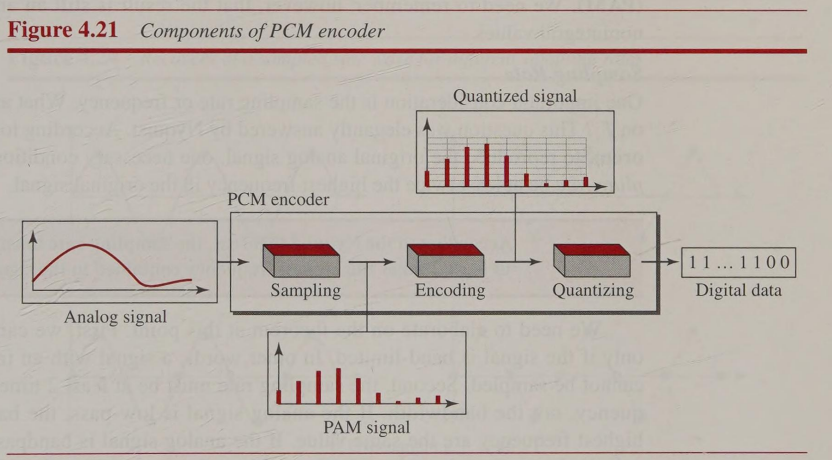 Figure 4.21 Components of PCM encoder
Quantized signal
PCM encoder
Sampling
Encoding
Quantizing
11...1100
Digital data
Analog signal
PAM signal